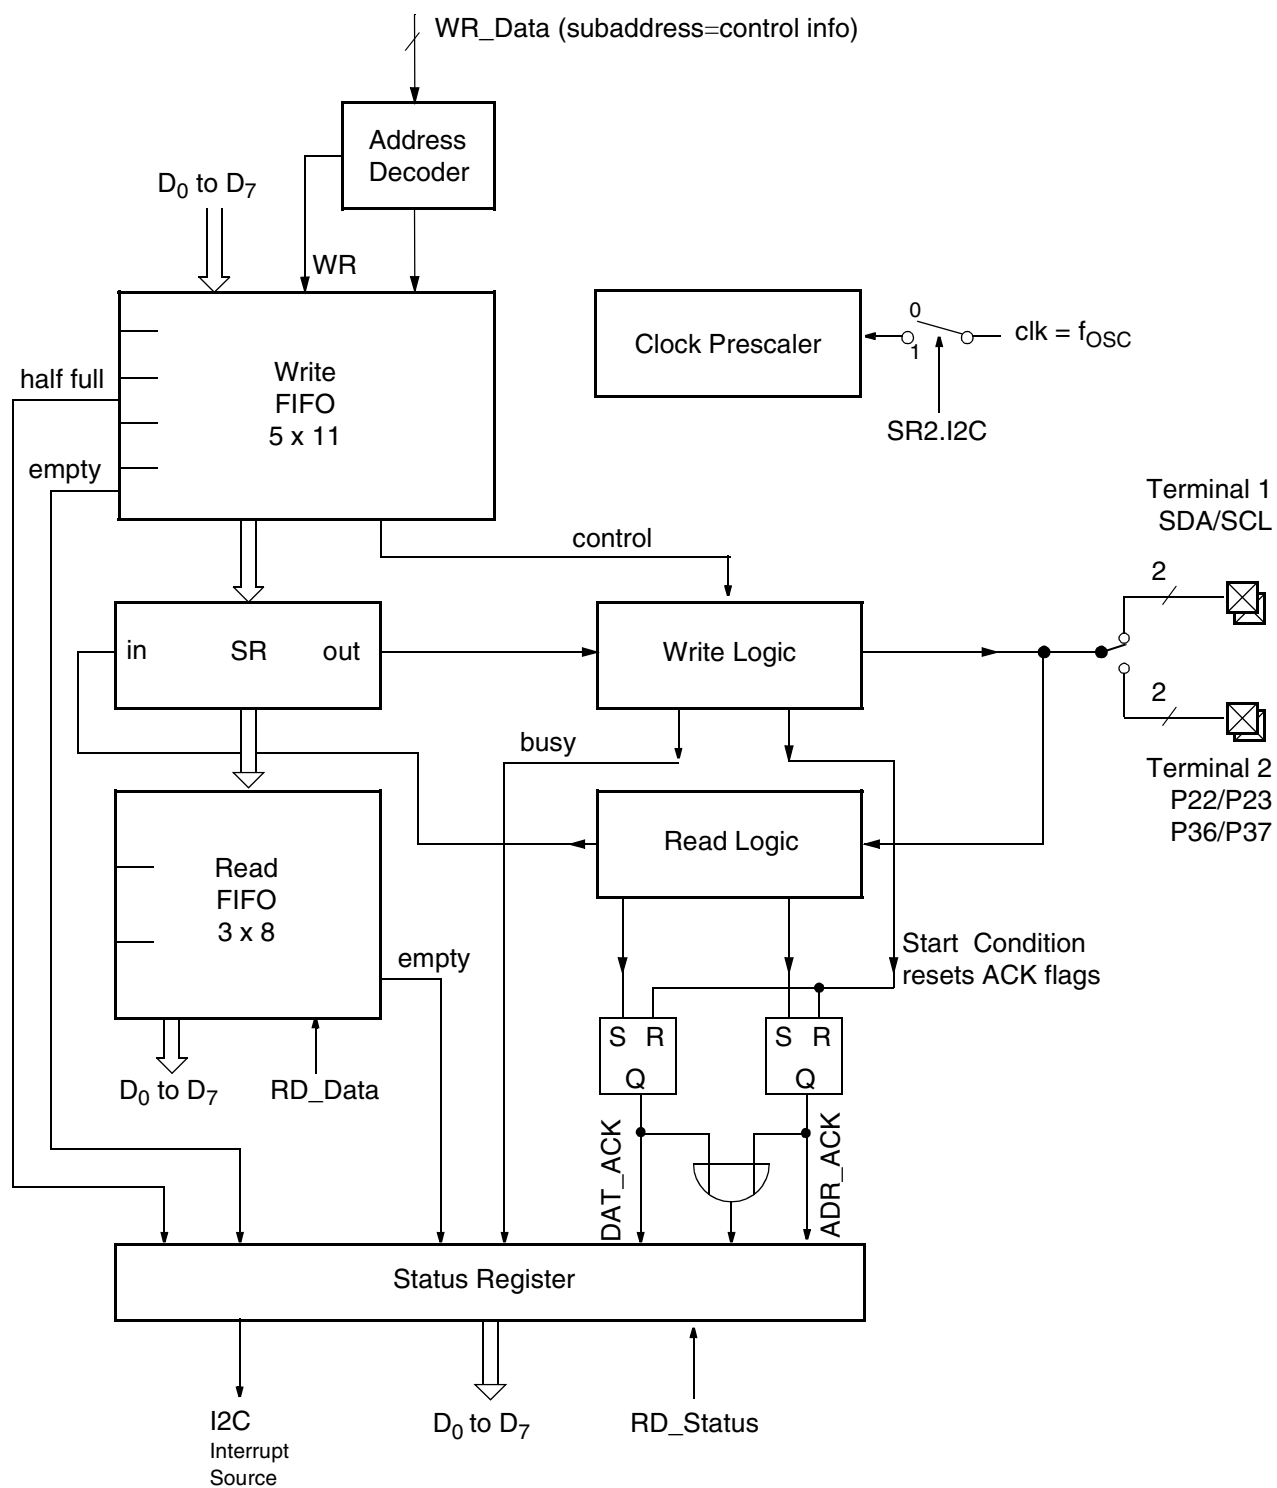 WR_Data (subaddress=control info)
Address
Decoder
D0 to D7
WR
Write
FIFO
5 x 11
half full
empty
Clock Prescaler
0
1
clk = fOSC
SR2.I2C
Terminal 1
SDA/SCL
control
2
in SR out
Write Logic
2
busy
Terminal 2
P22/P23
P36/P37
Read
FIFO
3 x 8
Read Logic
empty
Start Condition
resets ACK flags
S R
Q
S R
Q
D0 to D7
RD_Data
DAT_ACK
ADR_ACK
Status Register
I2C
Interrupt
Source
D0 to D7
RD_Status